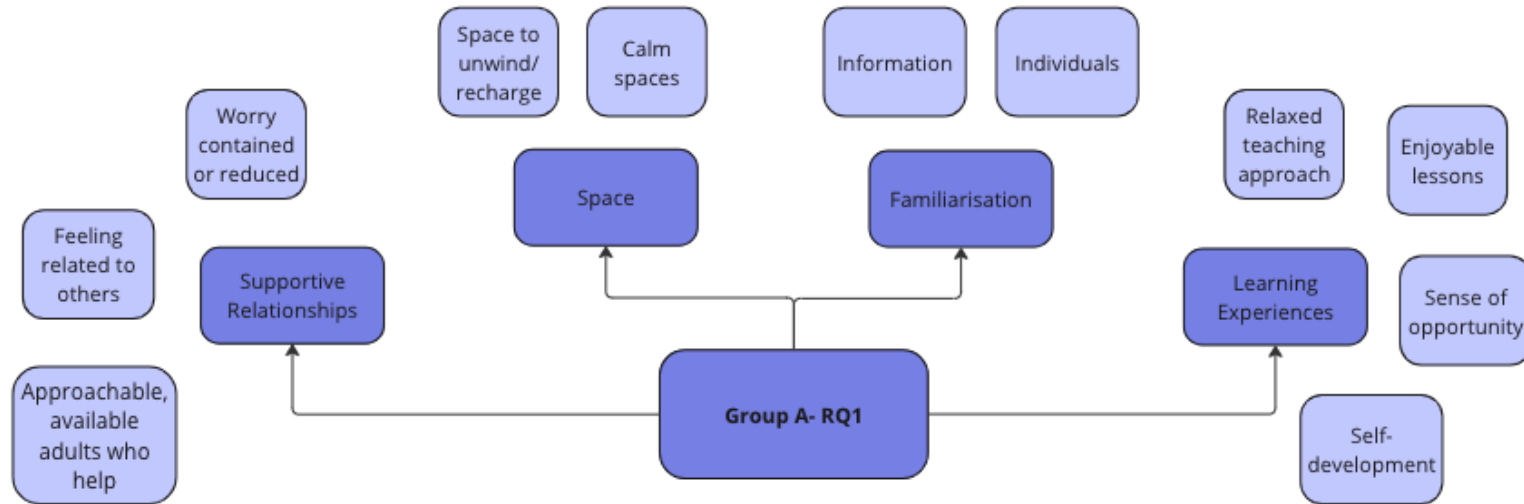 Space to
unwind/
recharge
Calm
spaces
Information
Individuals
Worry
contained
or reduced
Relaxed
teaching
approach
Enjoyable
lessons
Space
Familiarisation
Feeling
related to
others
Supportive
Relationships
Learning
Experiences
Sense of
opportunity
Approachable,
available
adults who
help
Group A- RQ1
Self-
development